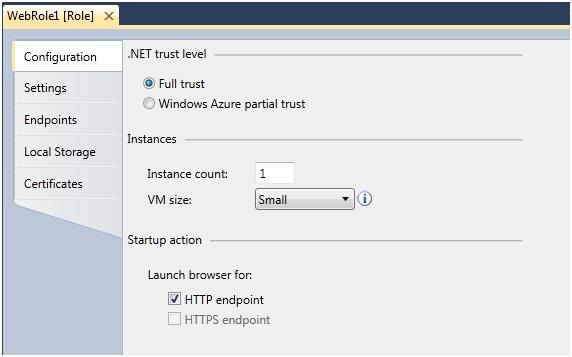 WebRole1 [Role]
Configuration
Settings
Endpoints
Local Storage
Certificates
.NET trust level
Full trust
Windows Azure partial trust
Instances
Instance count: 1
VM size: Small
Startup action
Launch browser for:
HTTP endpoint
HTTPS endpoint